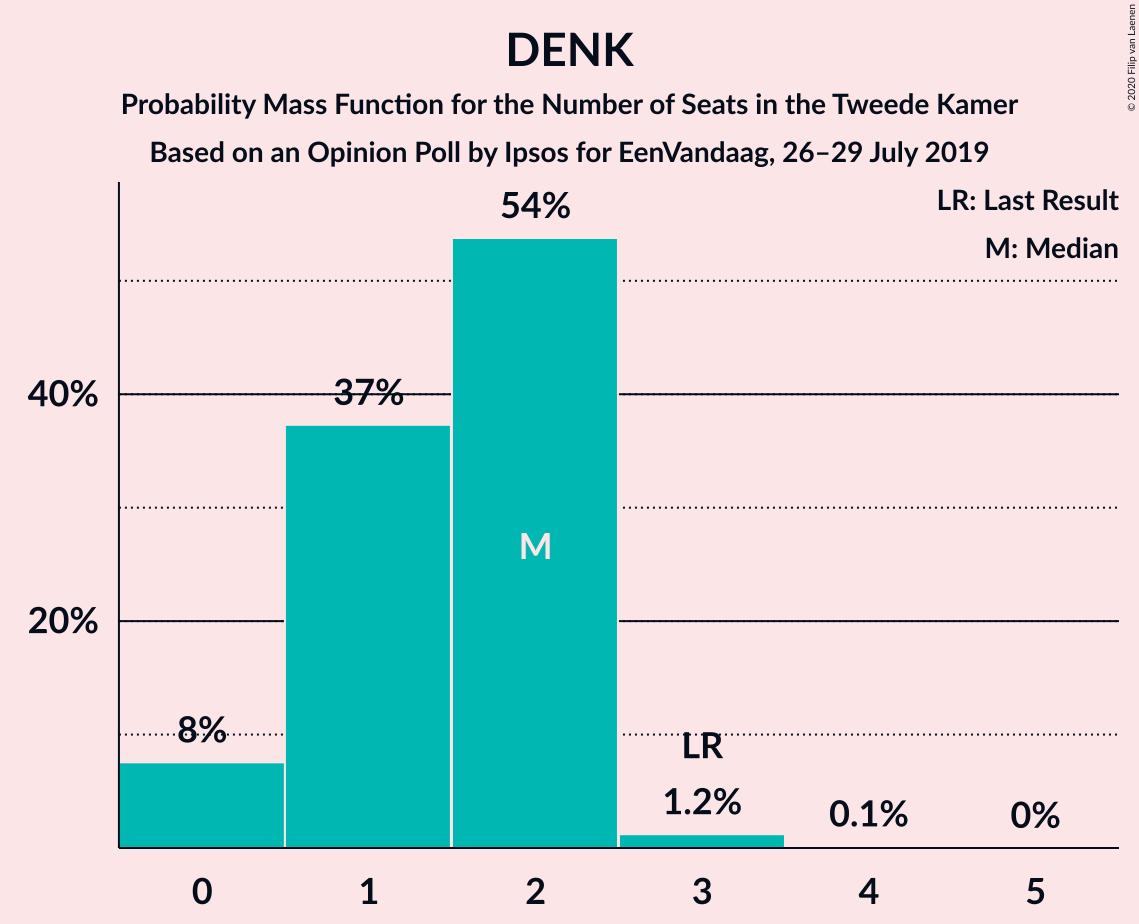 DENK
Probability Mass Function for the Number of Seats in the Tweede Kamer
Based on an Opinion Poll by Ipsos for EenVandaag, 26–29 July 2019
© 2020 Filip van Laenen
LR: Last Result
M: Median
54%
40%
37%
M
20%
8%
LR
1.2%
0.1%
0%
0 1 2 3 4 5